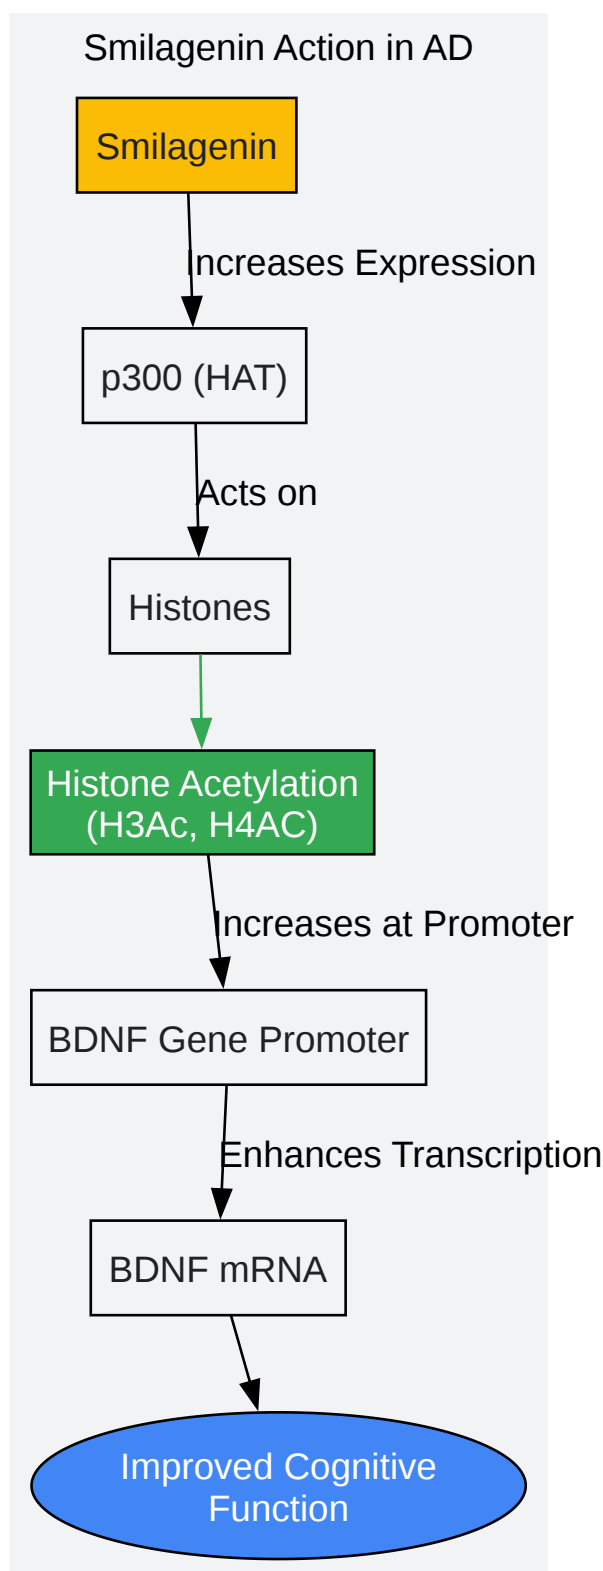 Smilagenin Action in AD
Smilagenin
Increases Expression
p300 (HAT)
Acts on
Histones
Histone Acetylation
(H3Ac, H4AC)
Increases at Promoter
BDNF Gene Promoter
Enhances Transcription
BDNF mRNA
Improved Cognitive
Function